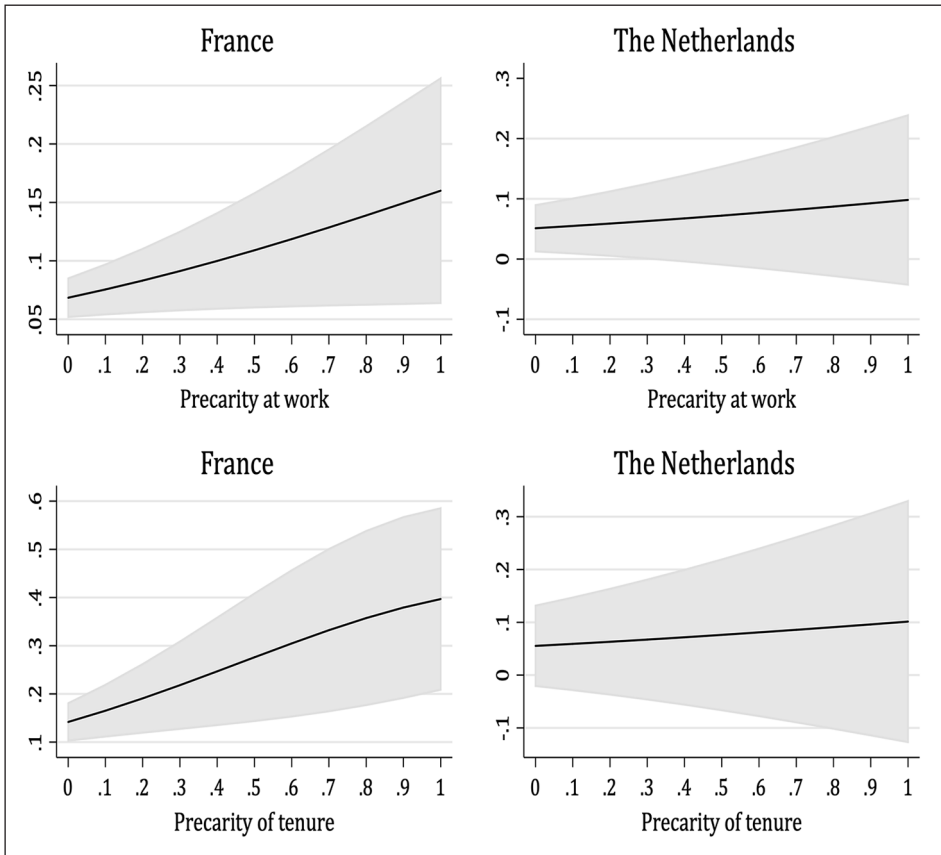 France
.25
.2
.15
.1
.05
0 .1 .2 .3 .4 .5 .6 .7 .8 .9 1
Precarity at work
The Netherlands
.3
.2
.1
0
-.1
0 .1 .2 .3 .4 .5 .6 .7 .8 .9 1
Precarity at work
France
.6
.5
.4
.3
.2
.1
0 .1 .2 .3 .4 .5 .6 .7 .8 .9 1
Precarity of tenure
The Netherlands
.3
.2
.1
0
-.1
0 .1 .2 .3 .4 .5 .6 .7 .8 .9 1
Precarity of tenure